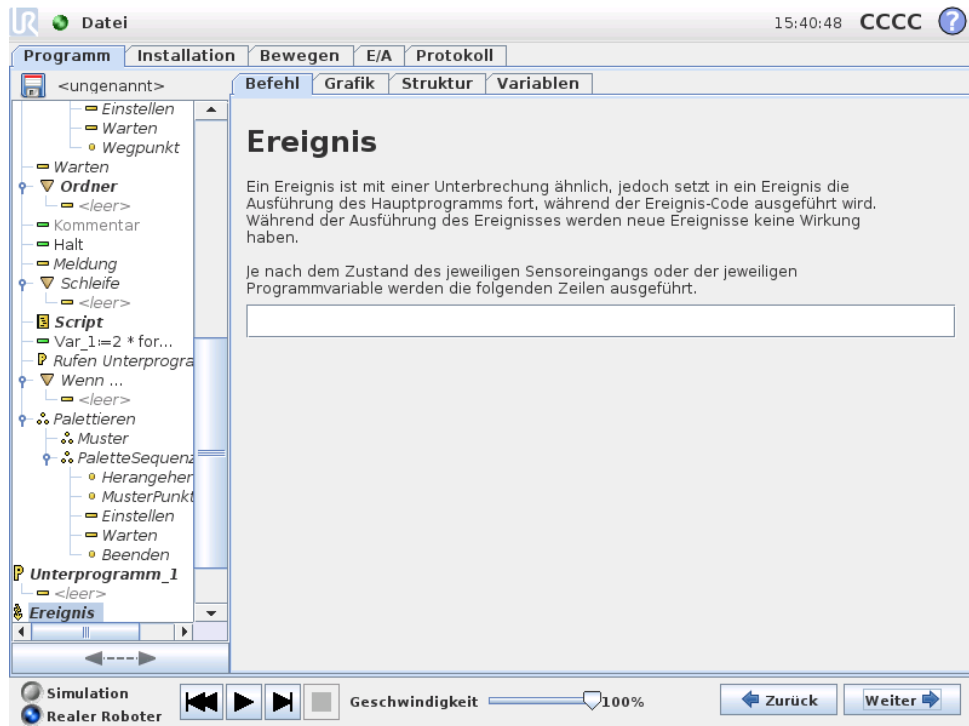 UR Datei 15:40:48 CCCC ?
Programm Installation Bewegen E/A Protokoll
<ungenannt>
Befehl Grafik Struktur Variablen
Einstellen
Warten
Wegpunkt
Warten
Ordner
<leer>
Kommentar
Halt
Meldung
Schleife
<leer>
Script
Var_1:=2 * for...
Rufen Unterprogra
Wenn ...
<leer>
Palettieren
Muster
PaletteSequenz
Herangehen
MusterPunkt
Einstellen
Warten
Beenden
Unterprogramm_1
<leer>
Ereignis
Ereignis
Ein Ereignis ist mit einer Unterbrechung ähnlich, jedoch setzt in ein Ereignis die
Ausführung des Hauptprogramms fort, während der Ereignis-Code ausgeführt wird.
Während der Ausführung des Ereignisses werden neue Ereignisse keine Wirkung
haben.
Je nach dem Zustand des jeweiligen Sensoreingangs oder der jeweiligen
Programmvariable werden die folgenden Zeilen ausgeführt.
Simulation
Realer Roboter
Geschwindigkeit 100%
Zurück
Weiter